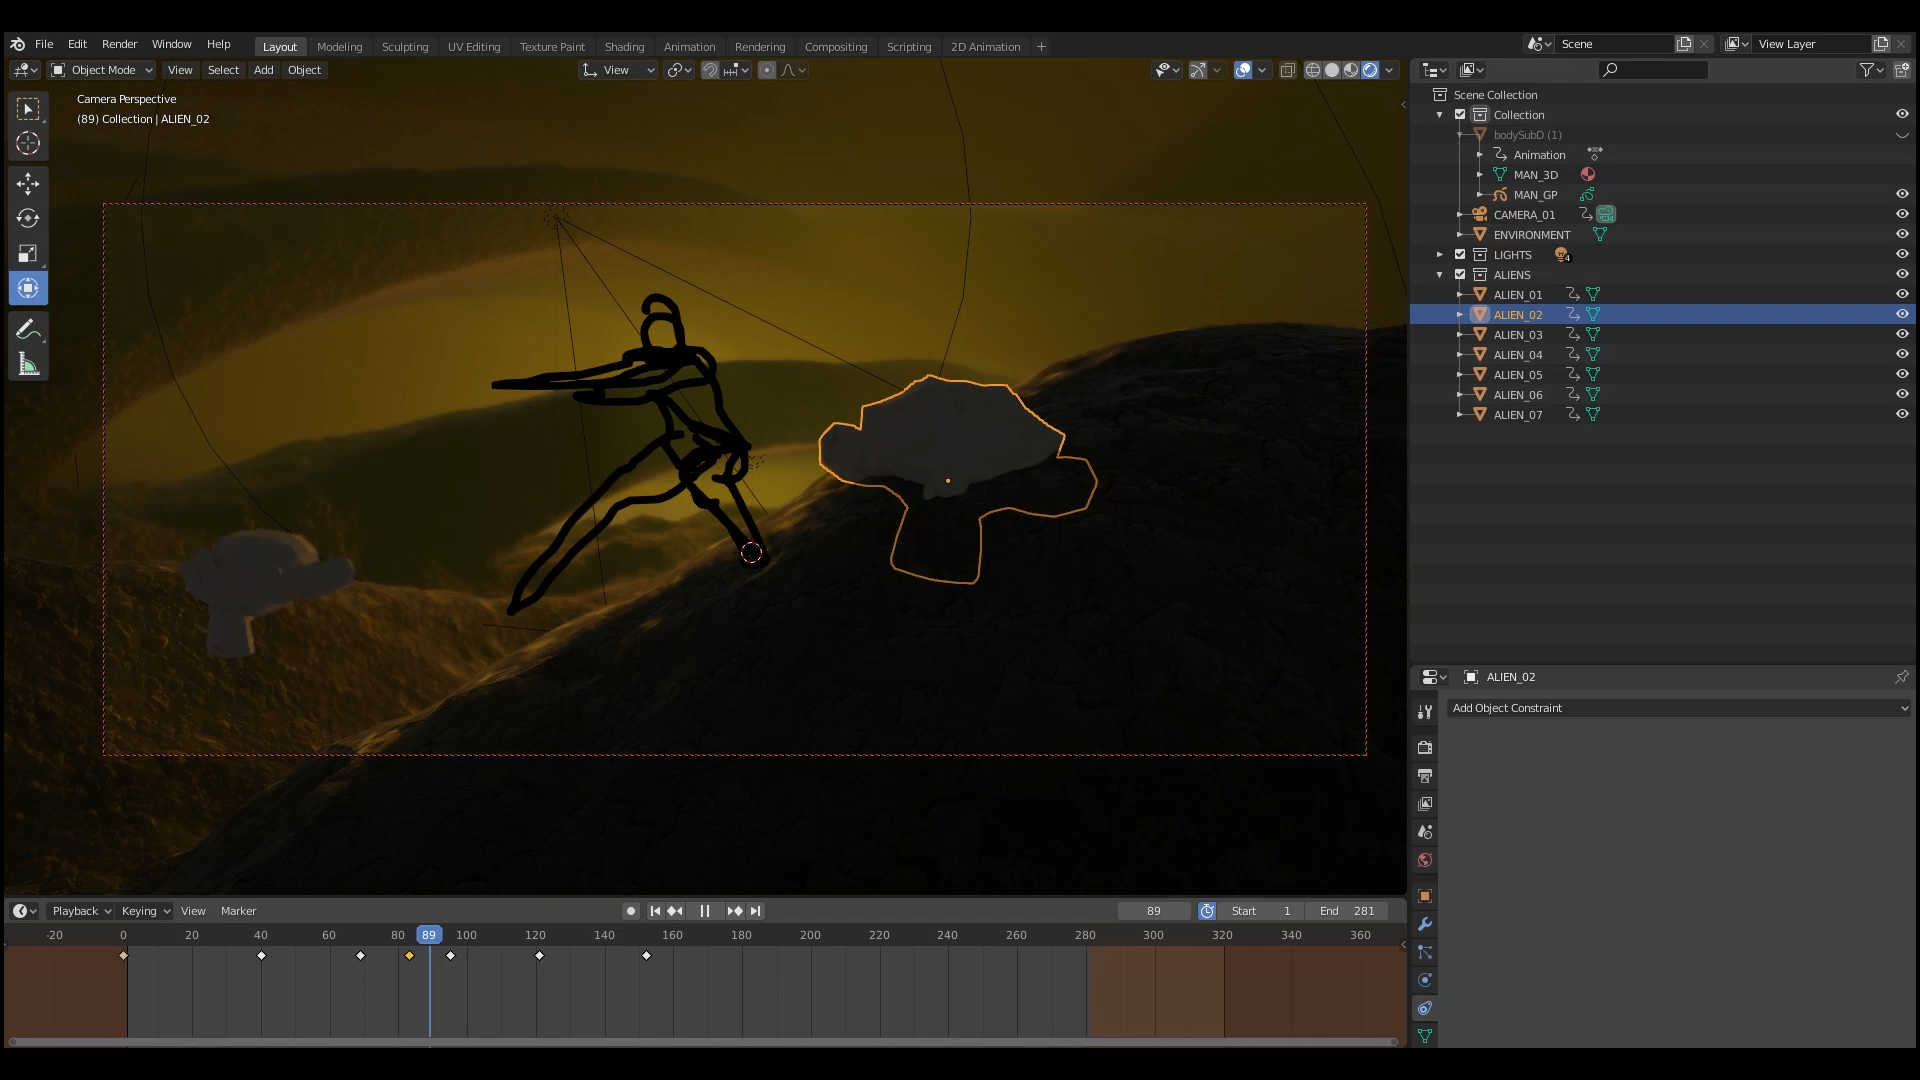 File Edit Render Window Help Layout Modeling Sculpting UV Editing Texture Paint Shading Animation Rendering Compositing Scripting 2D Animation + Scene View Layer
Object Mode View Select Add Object View
Camera Perspective
(89) Collection | ALIEN_02
Scene Collection
Collection
bodySubD (1)
Animation
MAN_3D
MAN_GP
CAMERA_01
ENVIRONMENT
LIGHTS 4
ALIENS
ALIEN_01
ALIEN_02
ALIEN_03
ALIEN_04
ALIEN_05
ALIEN_06
ALIEN_07
ALIEN_02
Add Object Constraint
Playback Keying View Marker 89 Start 1 End 281
-20 0 20 40 60 80 89 100 120 140 160 180 200 220 240 260 280 300 320 340 360